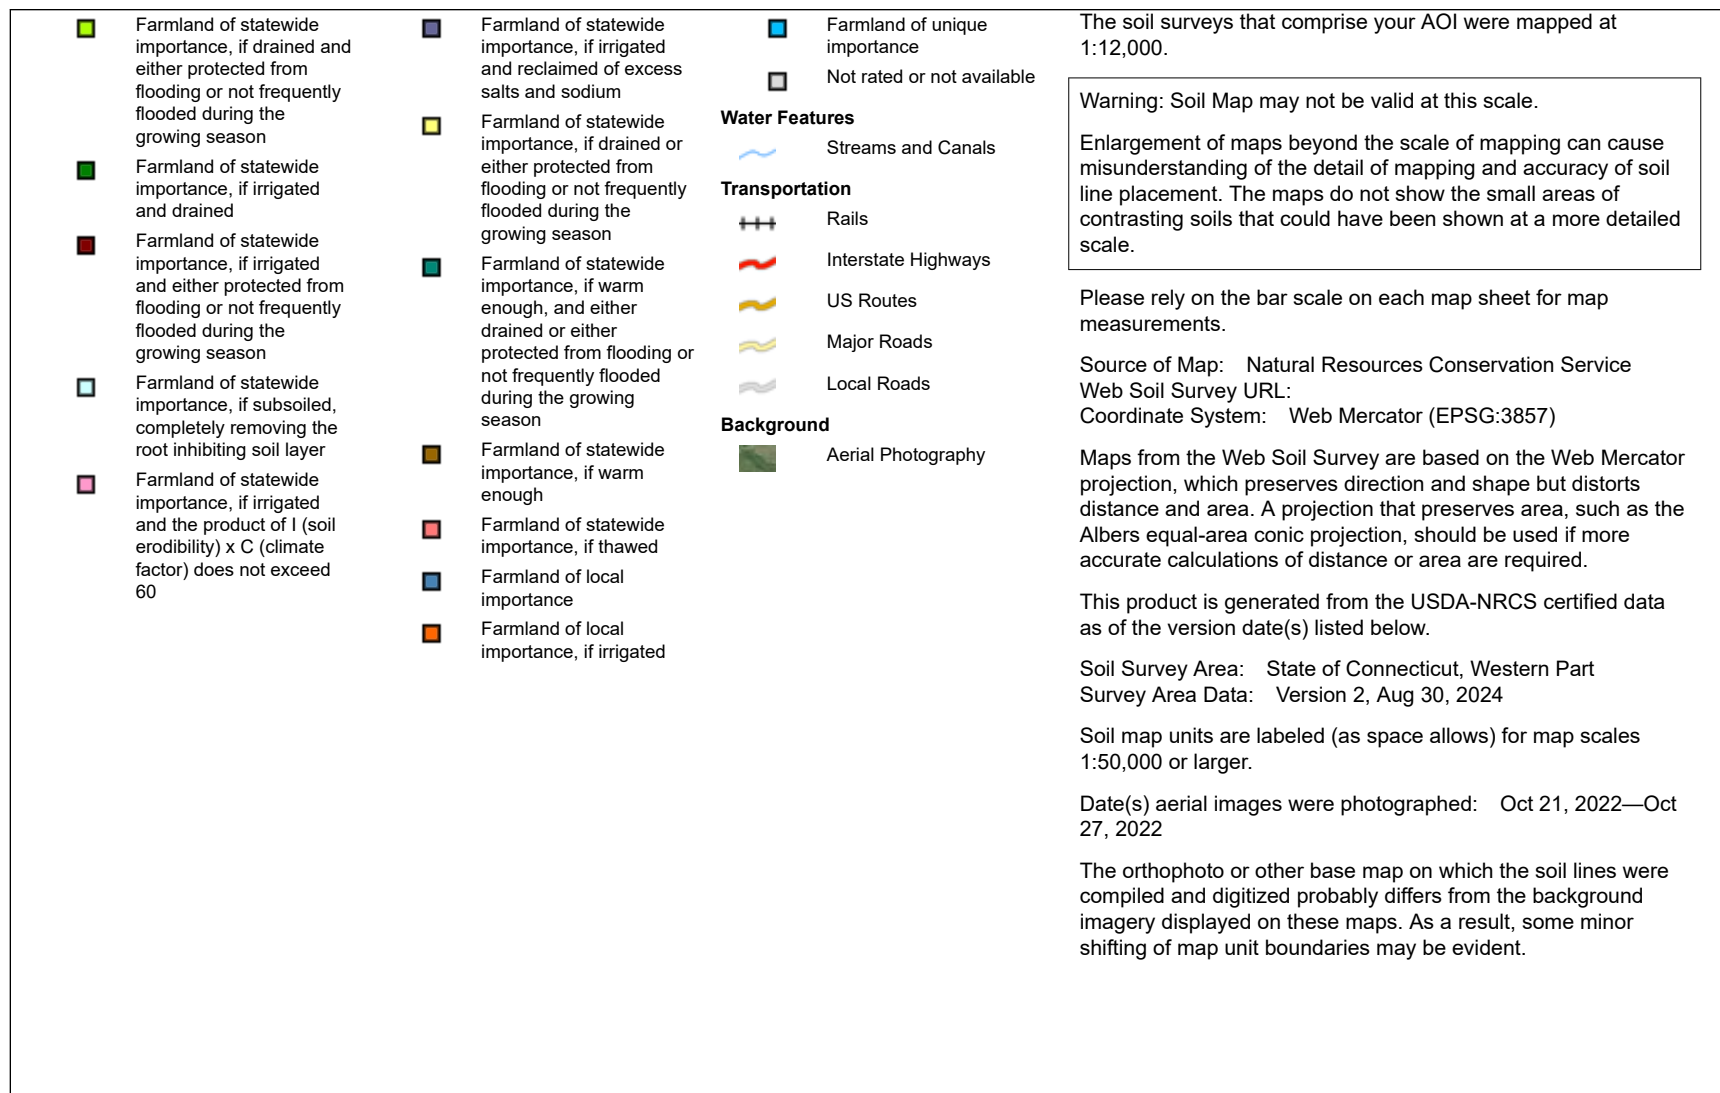 Farmland of statewide
importance, if drained and
either protected from
flooding or not frequently
flooded during the
growing season
Farmland of statewide
importance, if irrigated
and drained
Farmland of statewide
importance, if irrigated
and either protected from
flooding or not frequently
flooded during the
growing season
Farmland of statewide
importance, if subsoiled,
completely removing the
root inhibiting soil layer
Farmland of statewide
importance, if irrigated
and the product of I (soil
erodibility) x C (climate
factor) does not exceed
60
Farmland of statewide
importance, if irrigated
and reclaimed of excess
salts and sodium
Farmland of statewide
importance, if drained or
either protected from
flooding or not frequently
flooded during the
growing season
Farmland of statewide
importance, if warm
enough, and either
drained or either
protected from flooding or
not frequently flooded
during the growing
season
Farmland of statewide
importance, if warm
enough
Farmland of statewide
importance, if thawed
Farmland of local
importance
Farmland of local
importance, if irrigated
Farmland of unique
importance
Not rated or not available
Water Features
Streams and Canals
Transportation
Rails
Interstate Highways
US Routes
Major Roads
Local Roads
Background
Aerial Photography
The soil surveys that comprise your AOI were mapped at
1:12,000.
Warning: Soil Map may not be valid at this scale.
Enlargement of maps beyond the scale of mapping can cause
misunderstanding of the detail of mapping and accuracy of soil
line placement. The maps do not show the small areas of
contrasting soils that could have been shown at a more detailed
scale.
Please rely on the bar scale on each map sheet for map
measurements.
Source of Map: Natural Resources Conservation Service
Web Soil Survey URL:
Coordinate System: Web Mercator (EPSG:3857)
Maps from the Web Soil Survey are based on the Web Mercator
projection, which preserves direction and shape but distorts
distance and area. A projection that preserves area, such as the
Albers equal-area conic projection, should be used if more
accurate calculations of distance or area are required.
This product is generated from the USDA-NRCS certified data
as of the version date(s) listed below.
Soil Survey Area: State of Connecticut, Western Part
Survey Area Data: Version 2, Aug 30, 2024
Soil map units are labeled (as space allows) for map scales
1:50,000 or larger.
Date(s) aerial images were photographed: Oct 21, 2022—Oct
27, 2022
The orthophoto or other base map on which the soil lines were
compiled and digitized probably differs from the background
imagery displayed on these maps. As a result, some minor
shifting of map unit boundaries may be evident.